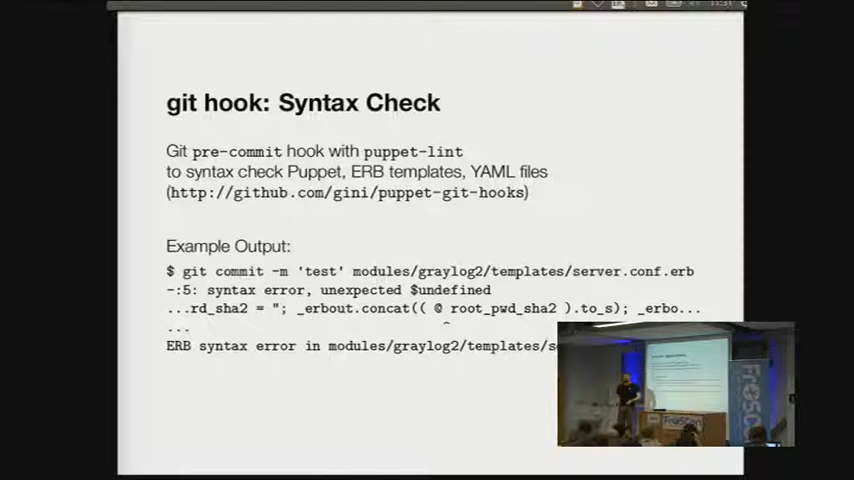 git hook: Syntax Check
Git pre-commit hook with puppet-lint
to syntax check Puppet, ERB templates, YAML files
(http://github.com/gini/puppet-git-hooks)
Example Output:
$ git commit -m 'test' modules/graylog2/templates/server.conf.erb
-:5: syntax error, unexpected $undefined
...rd_sha2 = "; _erbout.concat(( @ root_pwd_sha2 ).to_s); _erbo...
... ^
ERB syntax error in modules/graylog2/templates/se
FrOSCon